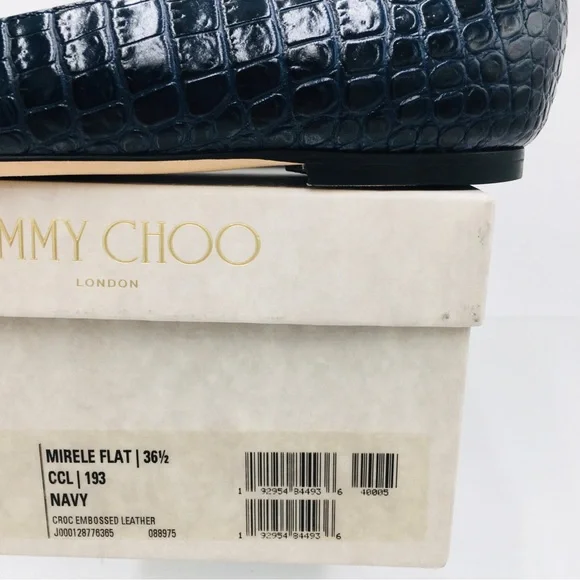 MMY CHOO
LONDON
MIRELE FLAT | 36½
CCL | 193
NAVY
CROC EMBOSSED LEATHER
J000128776365 088975
1 92954 84493 6
40005
1 92954 84493 6